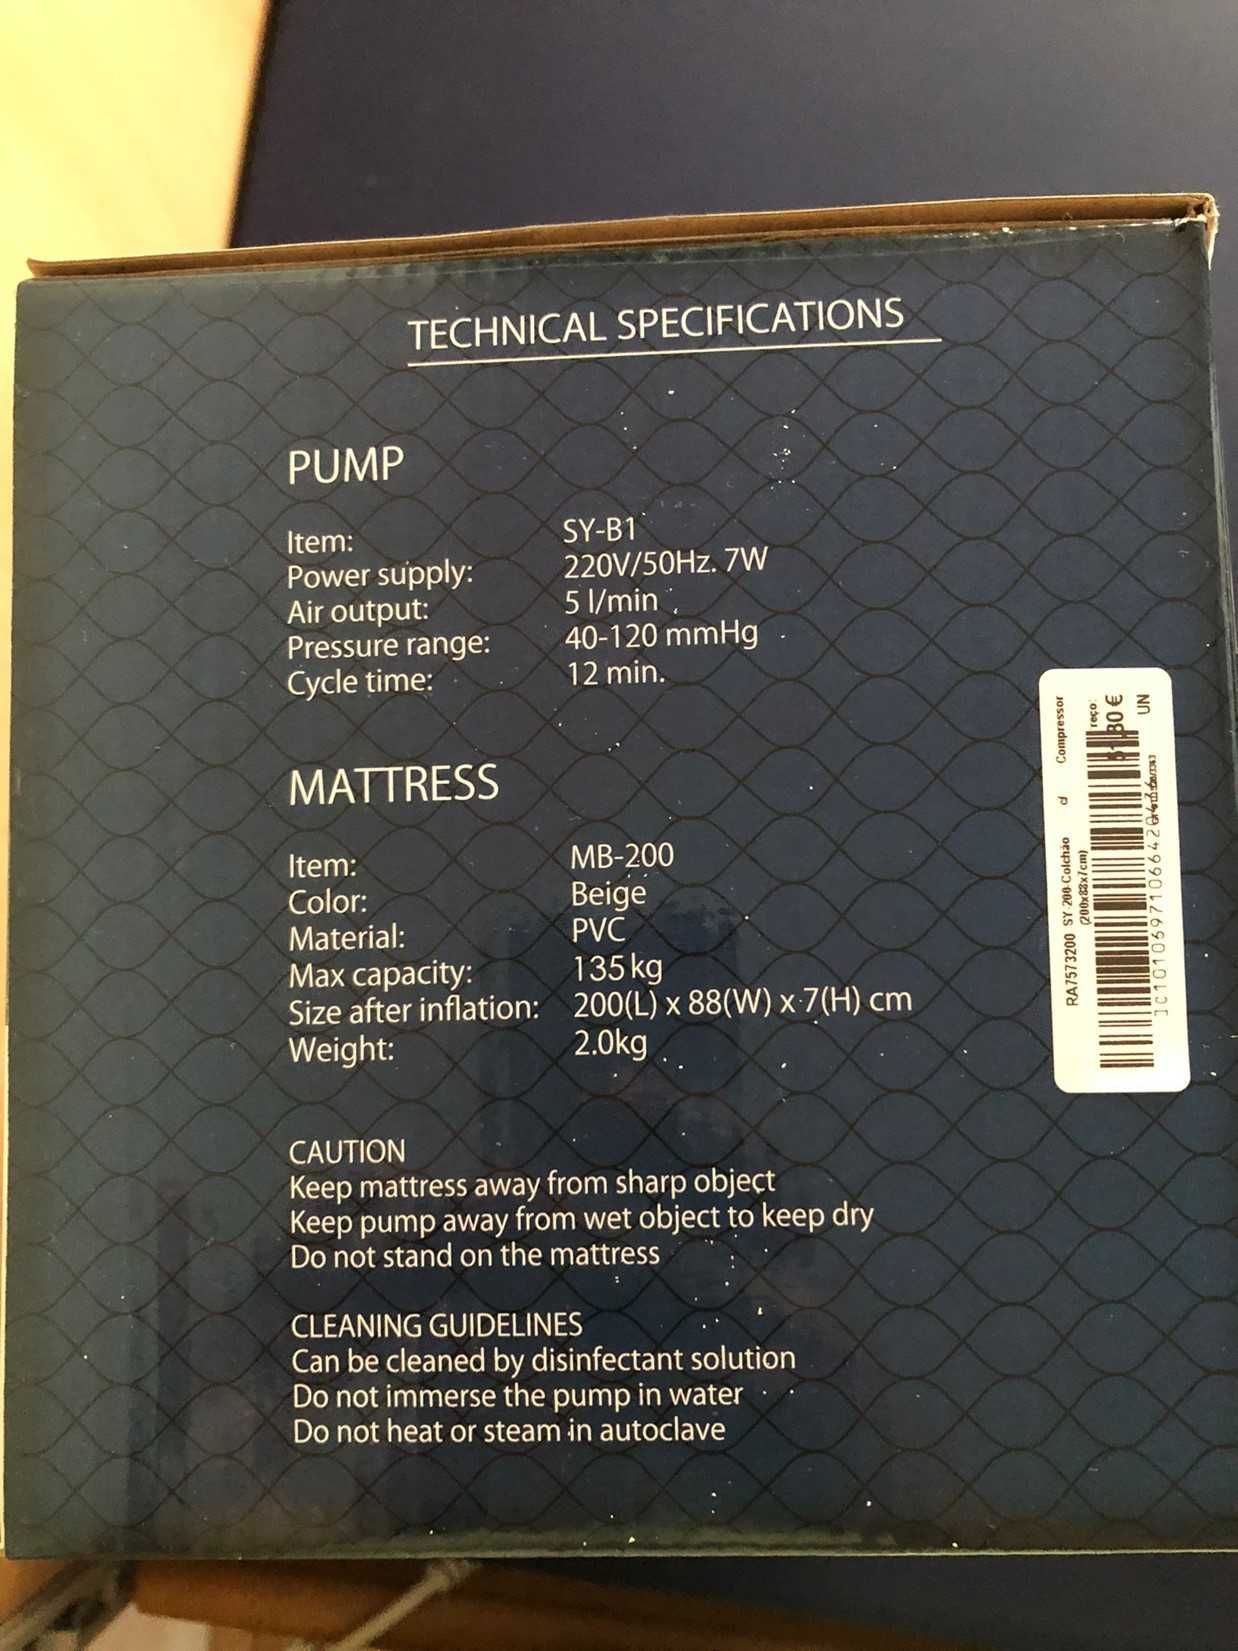 TECHNICAL SPECIFICATIONS
PUMP
Item: SY-B1
Power supply: 220V/50Hz. 7W
Air output: 5 l/min
Pressure range: 40-120 mmHg
Cycle time: 12 min.
MATTRESS
Item: MB-200
Color: Beige
Material: PVC
Max capacity: 135 kg
Size after inflation: 200(L) x 88(W) x 7(H) cm
Weight: 2.0kg
CAUTION
Keep mattress away from sharp object
Keep pump away from wet object to keep dry
Do not stand on the mattress
CLEANING GUIDELINES
Can be cleaned by disinfectant solution
Do not immerse the pump in water
Do not heat or steam in autoclave
RA7573200 SY 200 Colchão d Compressor
(200x88x7cm)
reço:
UN